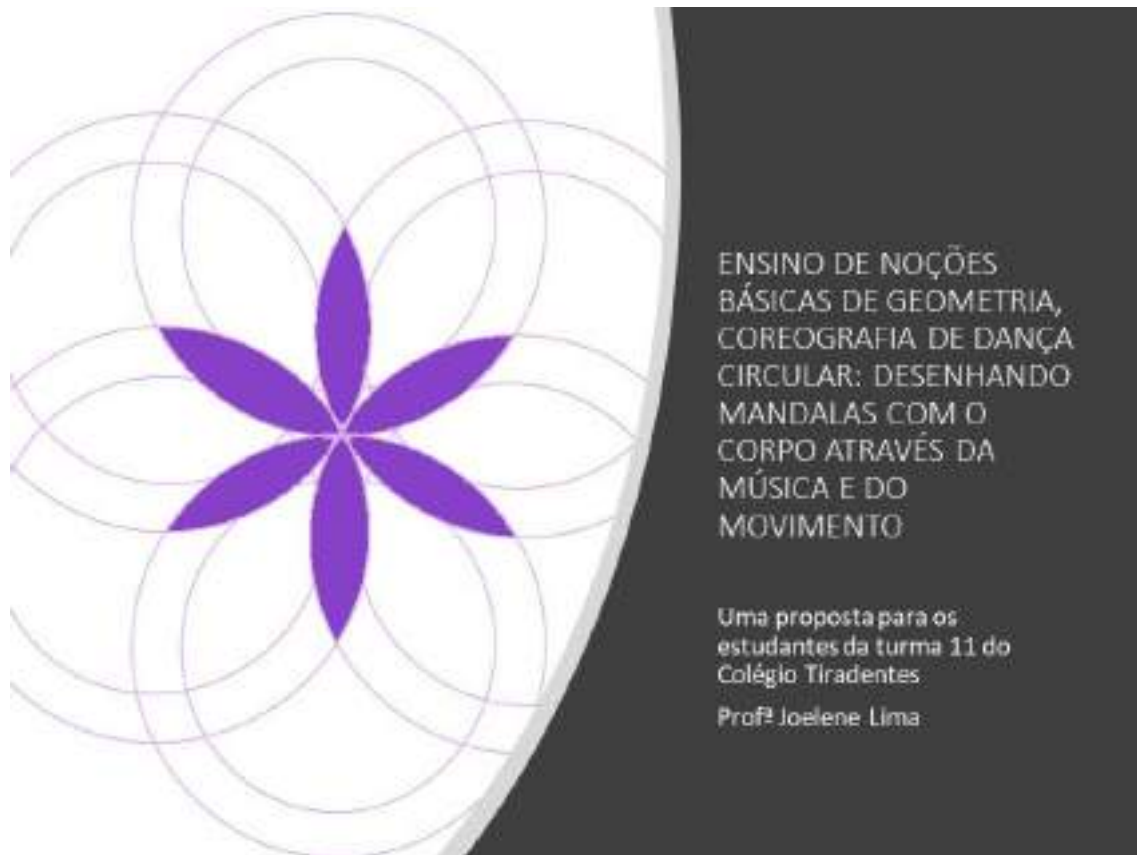 ENSINO DE NOÇÕES
BÁSICAS DE GEOMETRIA,
COREOGRAFIA DE DANÇA
CIRCULAR: DESENHANDO
MANDALAS COM O
CORPO ATRAVÉS DA
MÚSICA E DO
MOVIMENTO
Uma proposta para os
estudantes da turma 11 do
Colégio Tiradentes
Profª Joelene Lima